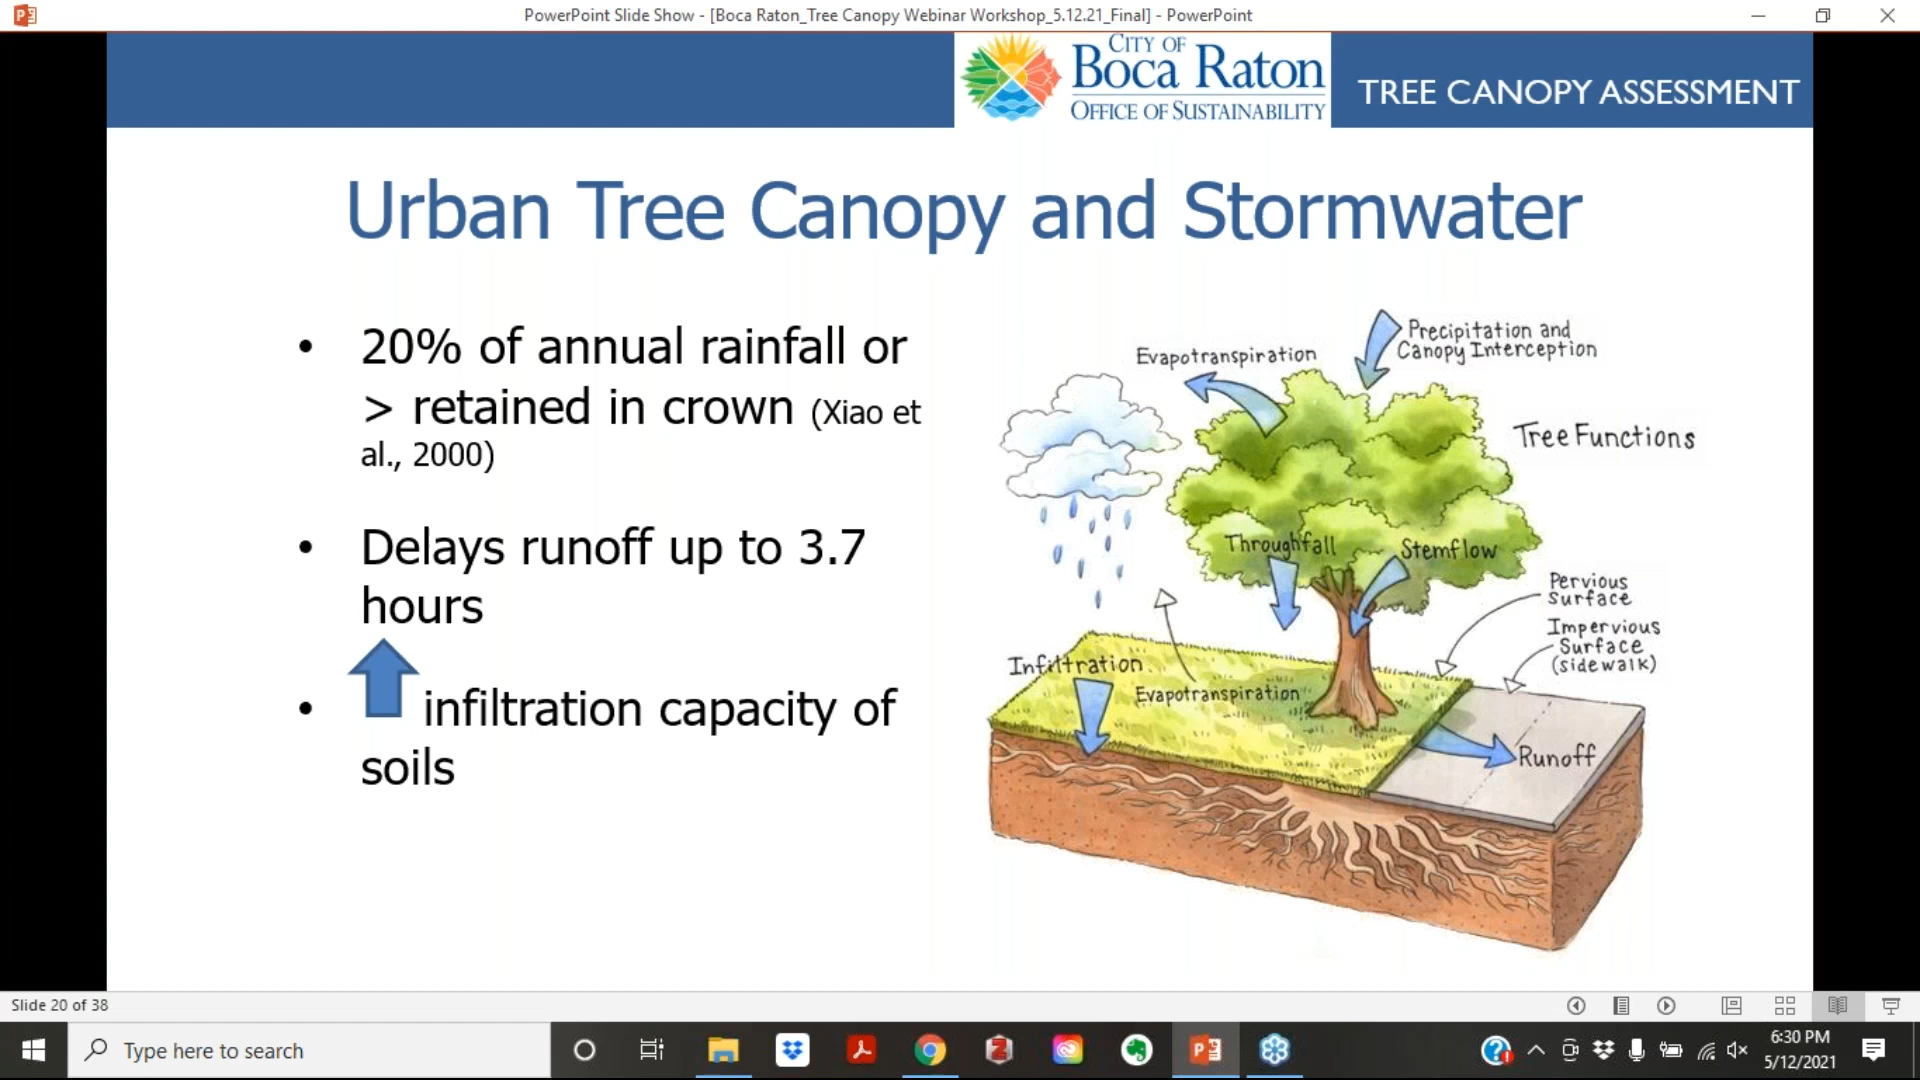 PowerPoint Slide Show - [Boca Raton_Tree Canopy Webinar Workshop_5.12.21_Final] - PowerPoint
CITY OF
Boca Raton
OFFICE OF SUSTAINABILITY
TREE CANOPY ASSESSMENT
Urban Tree Canopy and Stormwater
• 20% of annual rainfall or
> retained in crown (Xiao et
al., 2000)
• Delays runoff up to 3.7
hours
• infiltration capacity of
soils
Precipitation and
Canopy Interception
Evapotranspiration
Tree Functions
Throughfall
Stemflow
Pervious
Surface
Impervious
Surface
(sidewalk)
Infiltration
Evapotranspiration
Runoff
Slide 20 of 38
Type here to search
6:30 PM
5/12/2021